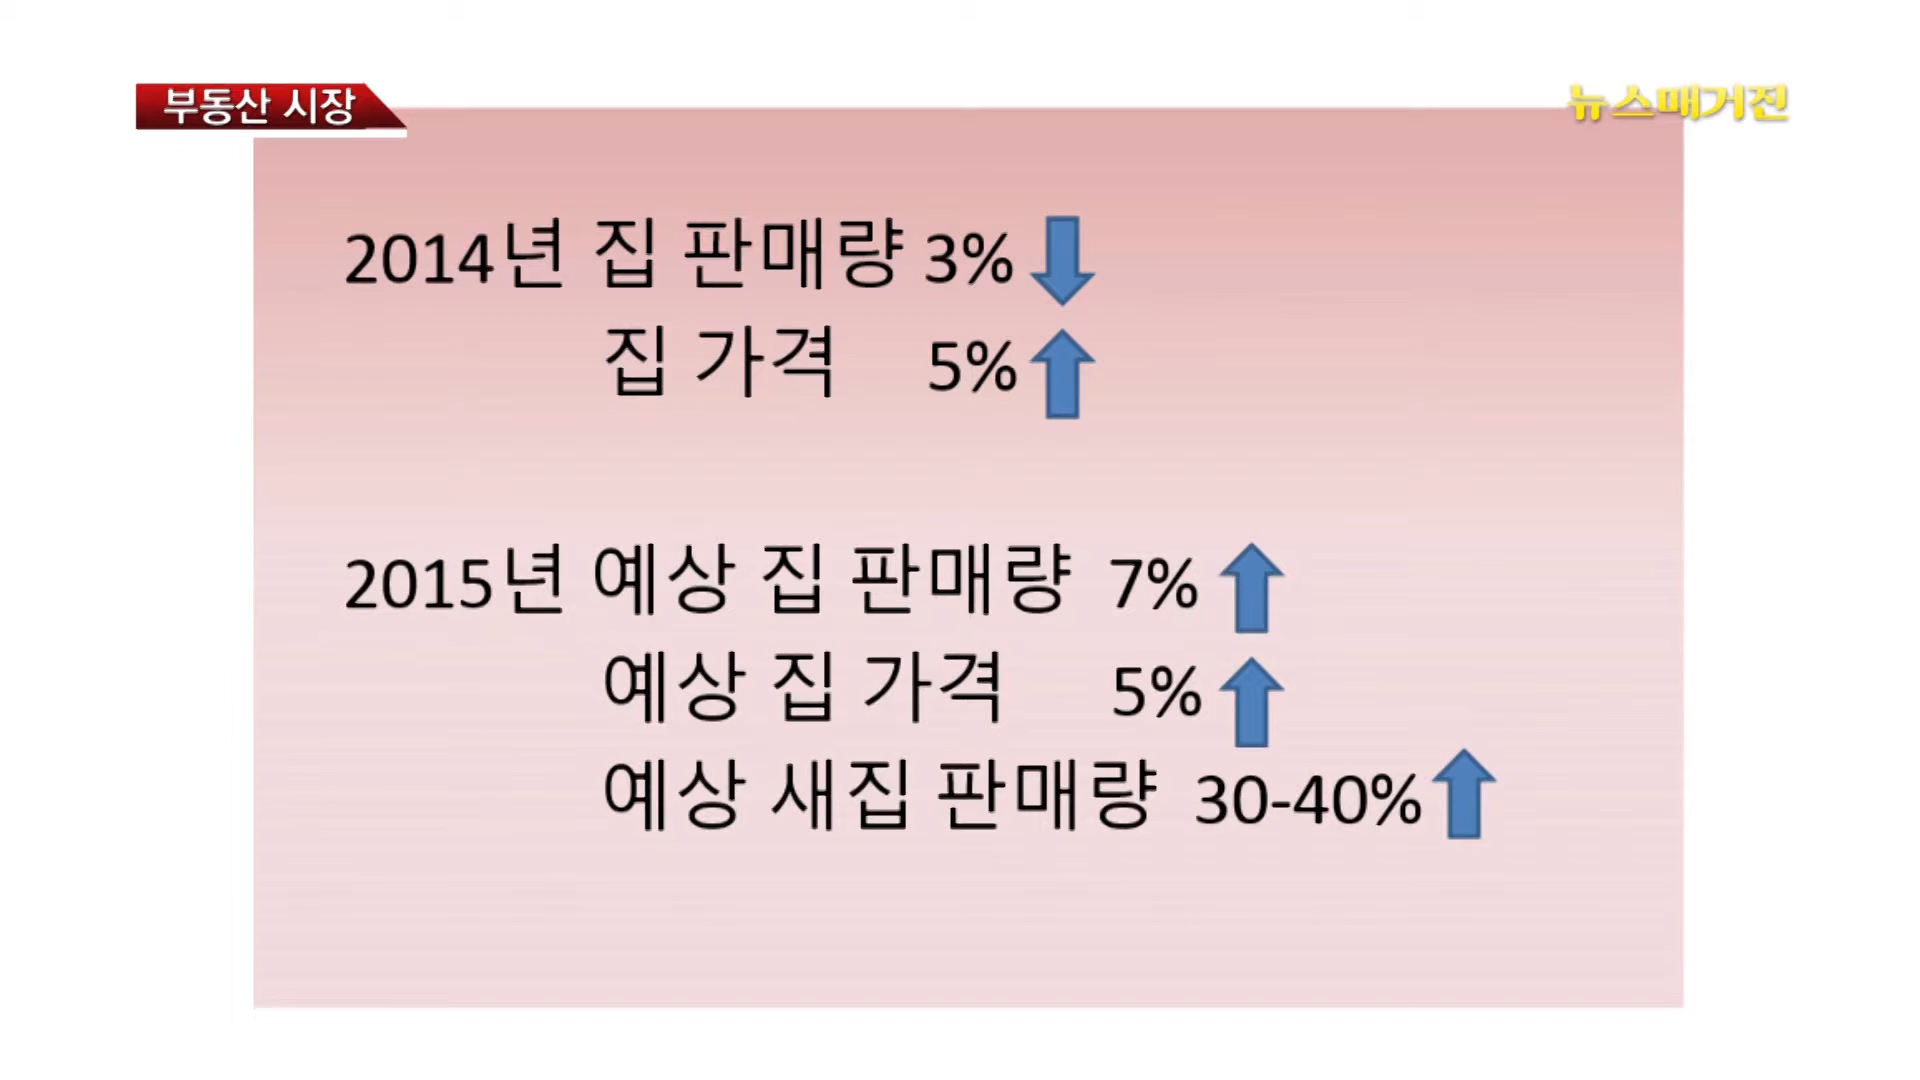 부동산 시장
뉴스매거진
2014년 집 판매량 3%
집 가격 5%
2015년 예상 집 판매량 7%
예상 집 가격 5%
예상 새집 판매량 30-40%